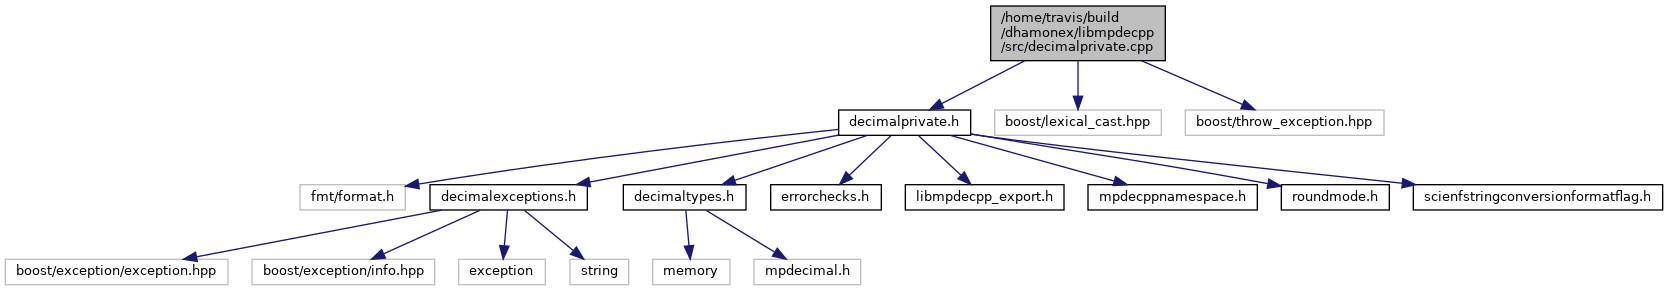 /home/travis/build
/dhamonex/libmpdecpp
/src/decimalprivate.cpp
decimalprivate.h
boost/lexical_cast.hpp
boost/throw_exception.hpp
fmt/format.h
decimalexceptions.h
decimaltypes.h
errorchecks.h
libmpdecpp_export.h
mpdecppnamespace.h
roundmode.h
scienfstringconversionformatflag.h
boost/exception/exception.hpp
boost/exception/info.hpp
exception
string
memory
mpdecimal.h